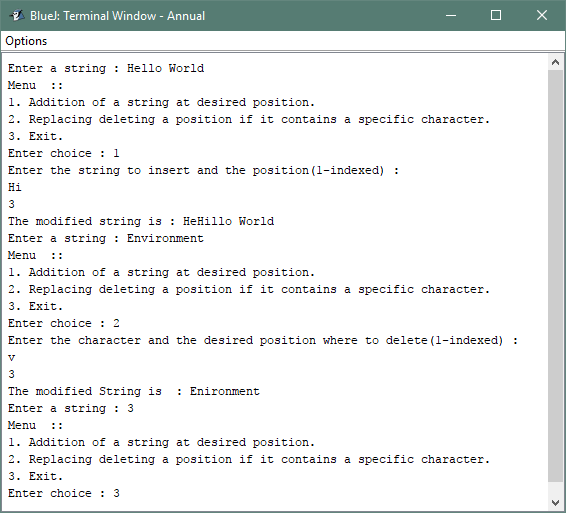 BlueJ: Terminal Window - Annual
Options
Enter a string : Hello World
Menu  ::
1. Addition of a string at desired position.
2. Replacing deleting a position if it contains a specific character.
3. Exit.
Enter choice : 1
Enter the string to insert and the position(1-indexed) :
Hi
3
The modified string is : HeHillo World
Enter a string : Environment
Menu  ::
1. Addition of a string at desired position.
2. Replacing deleting a position if it contains a specific character.
3. Exit.
Enter choice : 2
Enter the character and the desired position where to delete(1-indexed) :
v
3
The modified String is  : Enironment
Enter a string : 3
Menu  ::
1. Addition of a string at desired position.
2. Replacing deleting a position if it contains a specific character.
3. Exit.
Enter choice : 3